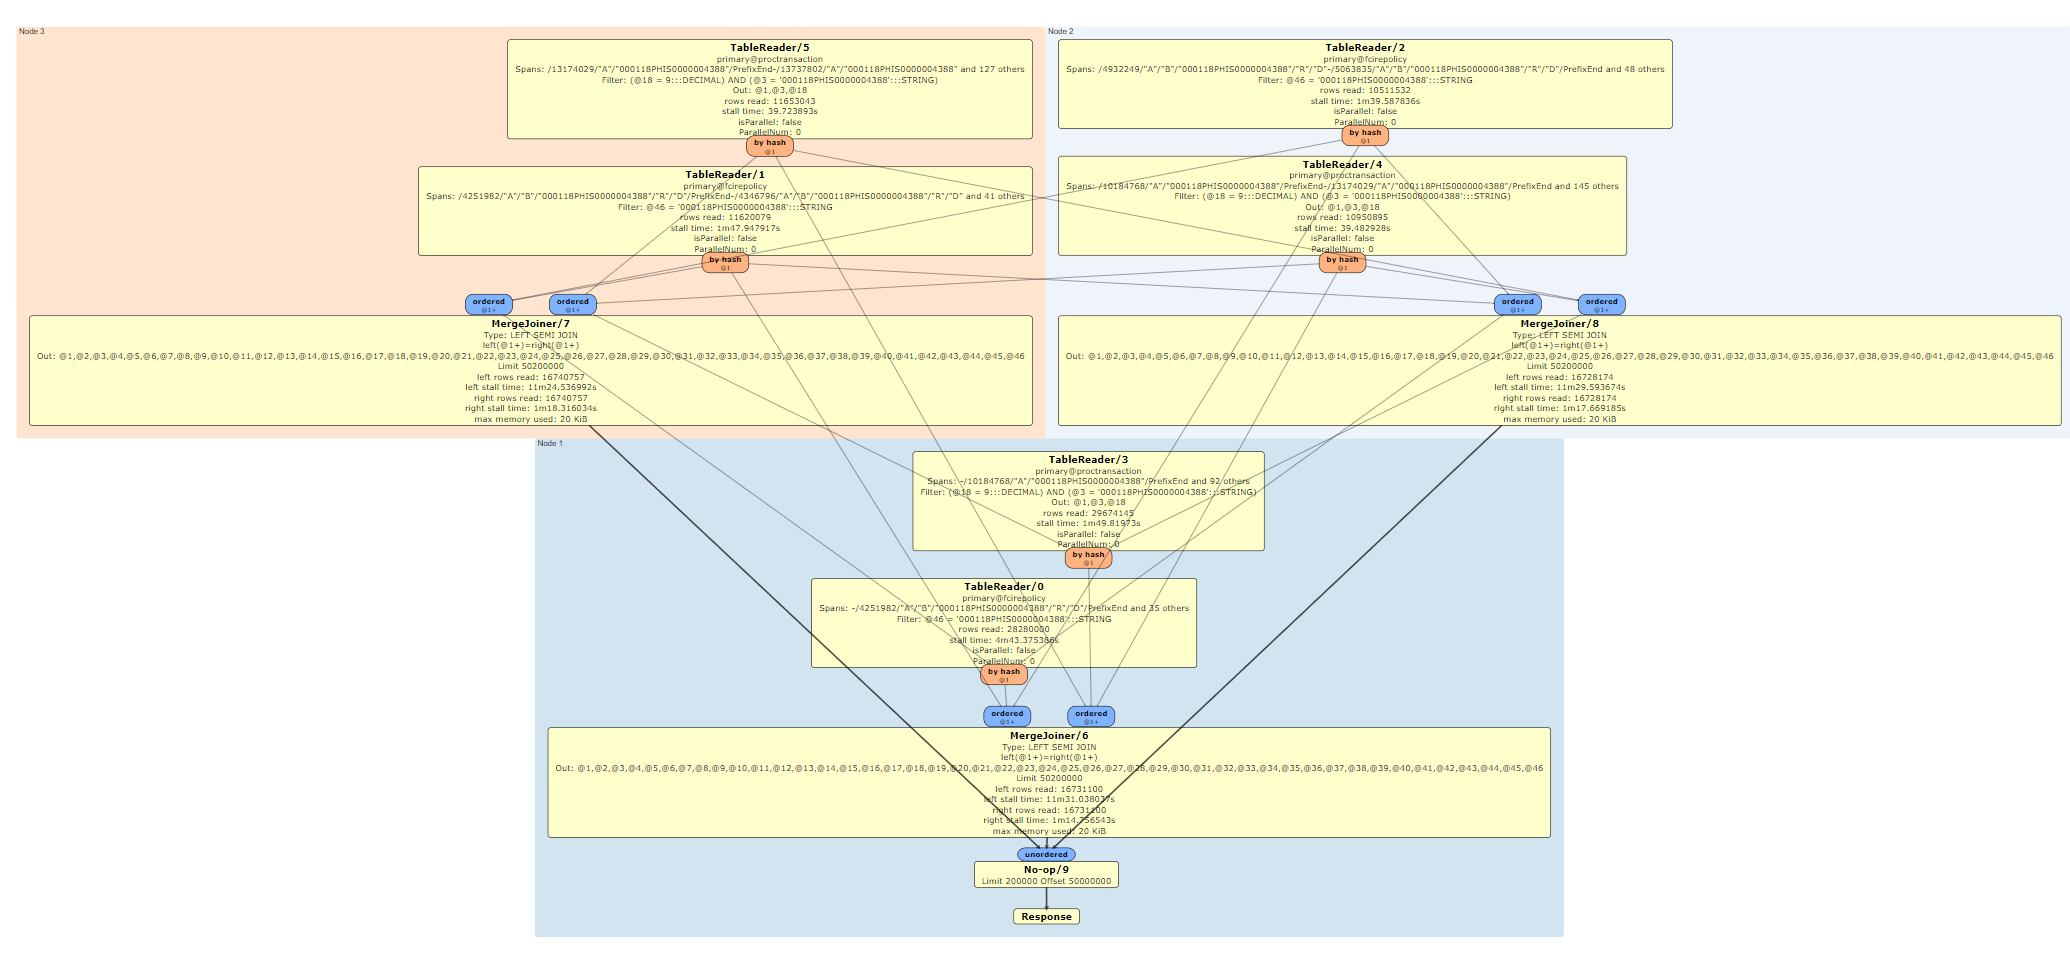 Node 3
TableReader/5
primary@proctransaction
Spans: /13174029/"A"/"000118PHIS0000004388"/PrefixEnd-/13737802/"A"/"000118PHIS0000004388" and 127 others
Filter: (@18 = 9:::DECIMAL) AND (@3 = '000118PHIS0000004388':::STRING)
Out: @1,@3,@18
rows read: 11653043
stall time: 39.723893s
isParallel: false
ParallelNum: 0
by hash
@1
TableReader/1
primary@fcirepolicy
Spans: /4251982/"A"/"B"/"000118PHIS0000004388"/"R"/"D"/PrefixEnd-/4346796/"A"/"B"/"000118PHIS0000004388"/"R"/"D" and 41 others
Filter: @46 = '000118PHIS0000004388':::STRING
rows read: 11620079
stall time: 1m47.947917s
isParallel: false
ParallelNum: 0
by hash
@1
ordered
@1+
ordered
@1+
MergeJoiner/7
Type: LEFT SEMI JOIN
left(@1+)=right(@1+)
Out: @1,@2,@3,@4,@5,@6,@7,@8,@9,@10,@11,@12,@13,@14,@15,@16,@17,@18,@19,@20,@21,@22,@23,@24,@25,@26,@27,@28,@29,@30,@31,@32,@33,@34,@35,@36,@37,@38,@39,@40,@41,@42,@43,@44,@45,@46
Limit 50200000
left rows read: 16740757
left stall time: 11m24.536992s
right rows read: 16740757
right stall time: 1m18.316034s
max memory used: 20 KiB
Node 2
TableReader/2
primary@fcirepolicy
Spans: /4932249/"A"/"B"/"000118PHIS0000004388"/"R"/"D"-/5063835/"A"/"B"/"000118PHIS0000004388"/"R"/"D"/PrefixEnd and 48 others
Filter: @46 = '000118PHIS0000004388':::STRING
rows read: 10511532
stall time: 1m39.587836s
isParallel: false
ParallelNum: 0
by hash
@1
TableReader/4
primary@proctransaction
Spans: /10184768/"A"/"000118PHIS0000004388"/PrefixEnd-/13174029/"A"/"000118PHIS0000004388"/PrefixEnd and 145 others
Filter: (@18 = 9:::DECIMAL) AND (@3 = '000118PHIS0000004388':::STRING)
Out: @1,@3,@18
rows read: 10950895
stall time: 39.482928s
isParallel: false
ParallelNum: 0
by hash
@1
ordered
@1+
ordered
@1+
MergeJoiner/8
Type: LEFT SEMI JOIN
left(@1+)=right(@1+)
Out: @1,@2,@3,@4,@5,@6,@7,@8,@9,@10,@11,@12,@13,@14,@15,@16,@17,@18,@19,@20,@21,@22,@23,@24,@25,@26,@27,@28,@29,@30,@31,@32,@33,@34,@35,@36,@37,@38,@39,@40,@41,@42,@43,@44,@45,@46
Limit 50200000
left rows read: 16728174
left stall time: 11m29.593674s
right rows read: 16728174
right stall time: 1m17.669185s
max memory used: 20 KiB
Node 1
TableReader/3
primary@proctransaction
Spans: -/10184768/"A"/"000118PHIS0000004388"/PrefixEnd and 92 others
Filter: (@18 = 9:::DECIMAL) AND (@3 = '000118PHIS0000004388':::STRING)
Out: @1,@3,@18
rows read: 29674145
stall time: 1m49.81973s
isParallel: false
ParallelNum: 0
by hash
@1
TableReader/0
primary@fcirepolicy
Spans: -/4251982/"A"/"B"/"000118PHIS0000004388"/"R"/"D"/PrefixEnd and 35 others
Filter: @46 = '000118PHIS0000004388':::STRING
rows read: 28280000
stall time: 4m43.375386s
isParallel: false
ParallelNum: 0
by hash
@1
ordered
@1+
ordered
@1+
MergeJoiner/6
Type: LEFT SEMI JOIN
left(@1+)=right(@1+)
Out: @1,@2,@3,@4,@5,@6,@7,@8,@9,@10,@11,@12,@13,@14,@15,@16,@17,@18,@19,@20,@21,@22,@23,@24,@25,@26,@27,@28,@29,@30,@31,@32,@33,@34,@35,@36,@37,@38,@39,@40,@41,@42,@43,@44,@45,@46
Limit 50200000
left rows read: 16731100
left stall time: 11m31.038037s
right rows read: 16731100
right stall time: 1m14.756543s
max memory used: 20 KiB
unordered
No-op/9
Limit 200000 Offset 50000000
Response